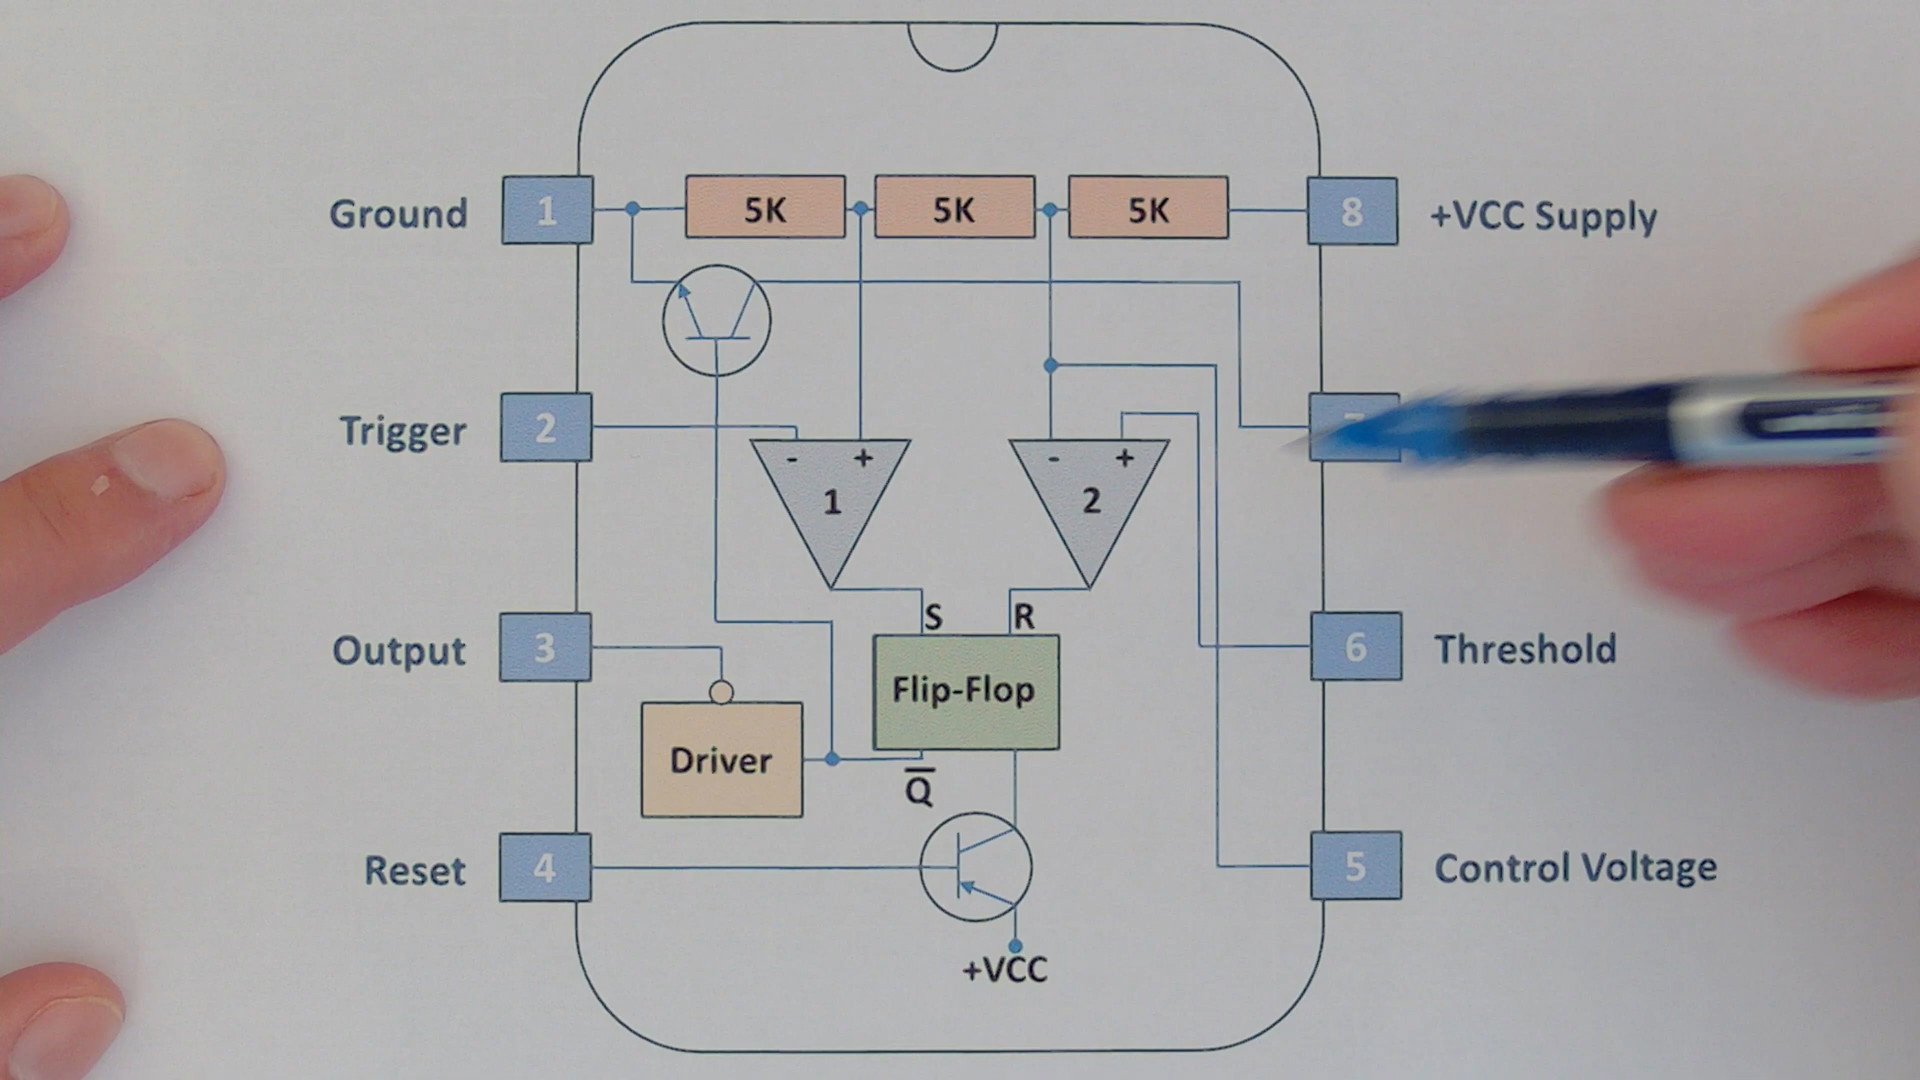 Ground 1 5K 5K 5K 8 +VCC Supply
Trigger 2 - + - + 7
1 2
S R
Output 3 Flip-Flop 6 Threshold
Driver
Q̅
Reset 4 5 Control Voltage
+VCC